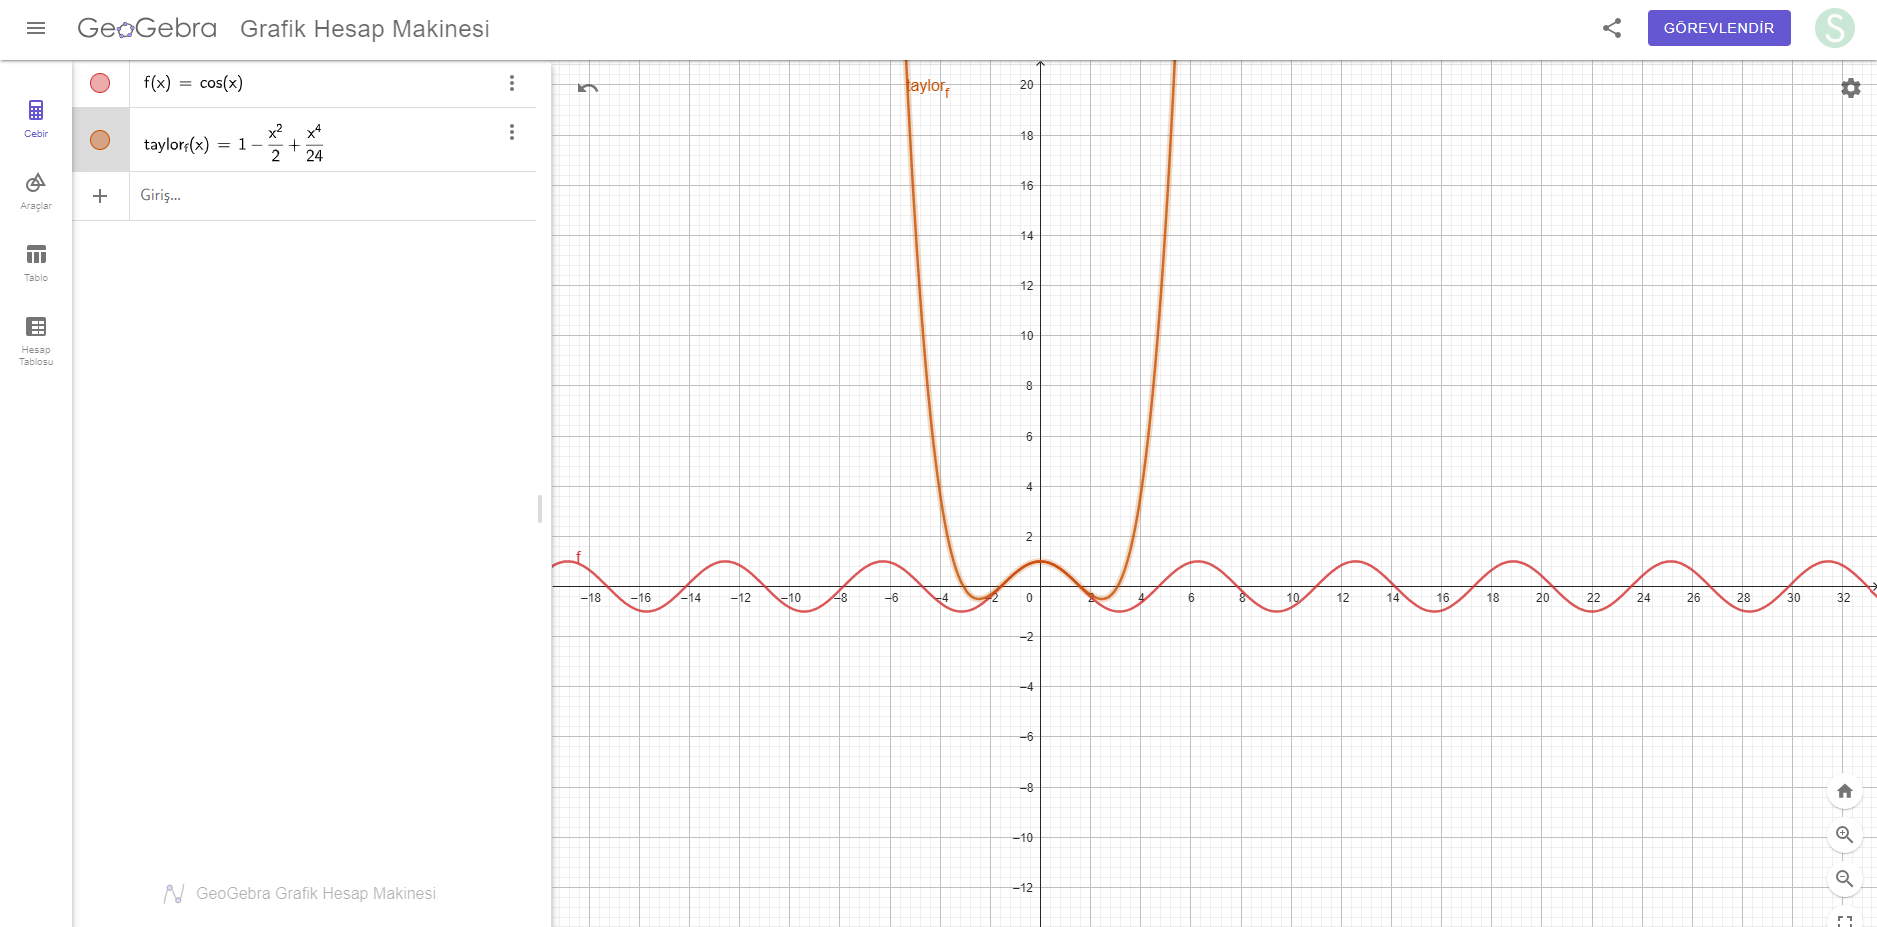 GeoGebra Grafik Hesap Makinesi
GÖREVLENDİR
S
Cebir
Araçlar
Tablo
Hesap
Tablosu
f(x) = cos(x)
taylor_f(x) = 1 − x²/2 + x⁴/24
Giriş...
GeoGebra Grafik Hesap Makinesi
taylor_f
f
20
18
16
14
12
10
8
6
4
2
−18 −16 −14 −12 −10 −8 −6 −4 −2 0 2 4 6 8 10 12 14 16 18 20 22 24 26 28 30 32
−2
−4
−6
−8
−10
−12